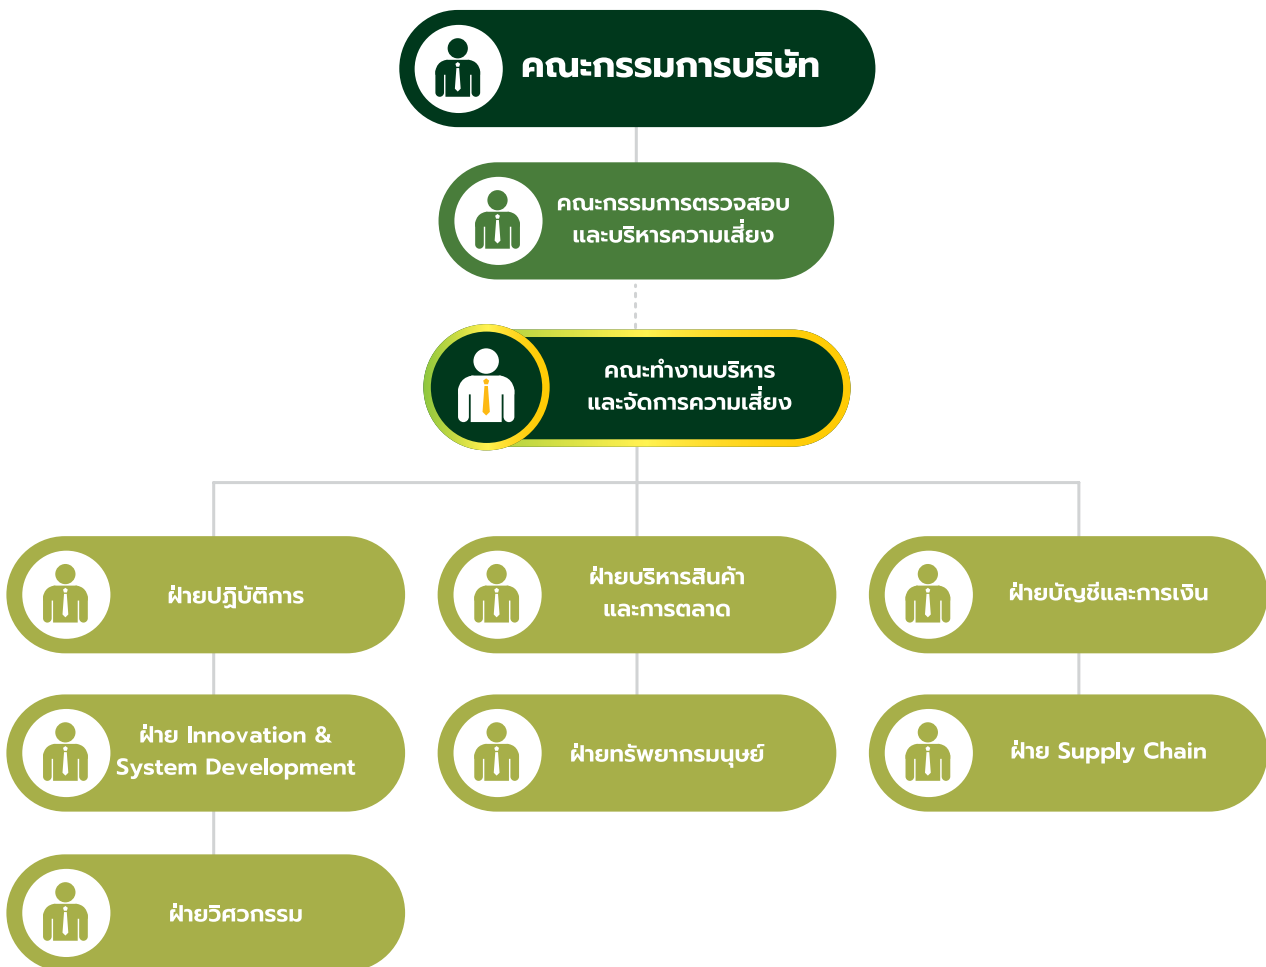 คณะกรรมการบริษัท
คณะกรรมการตรวจสอบ
และบริหารความเสี่ยง
คณะทำงานบริหาร
และจัดการความเสี่ยง
ฝ่ายปฏิบัติการ
ฝ่ายบริหารสินค้า
และการตลาด
ฝ่ายบัญชีและการเงิน
ฝ่าย Innovation &
System Development
ฝ่ายทรัพยากรมนุษย์
ฝ่าย Supply Chain
ฝ่ายวิศวกรรม